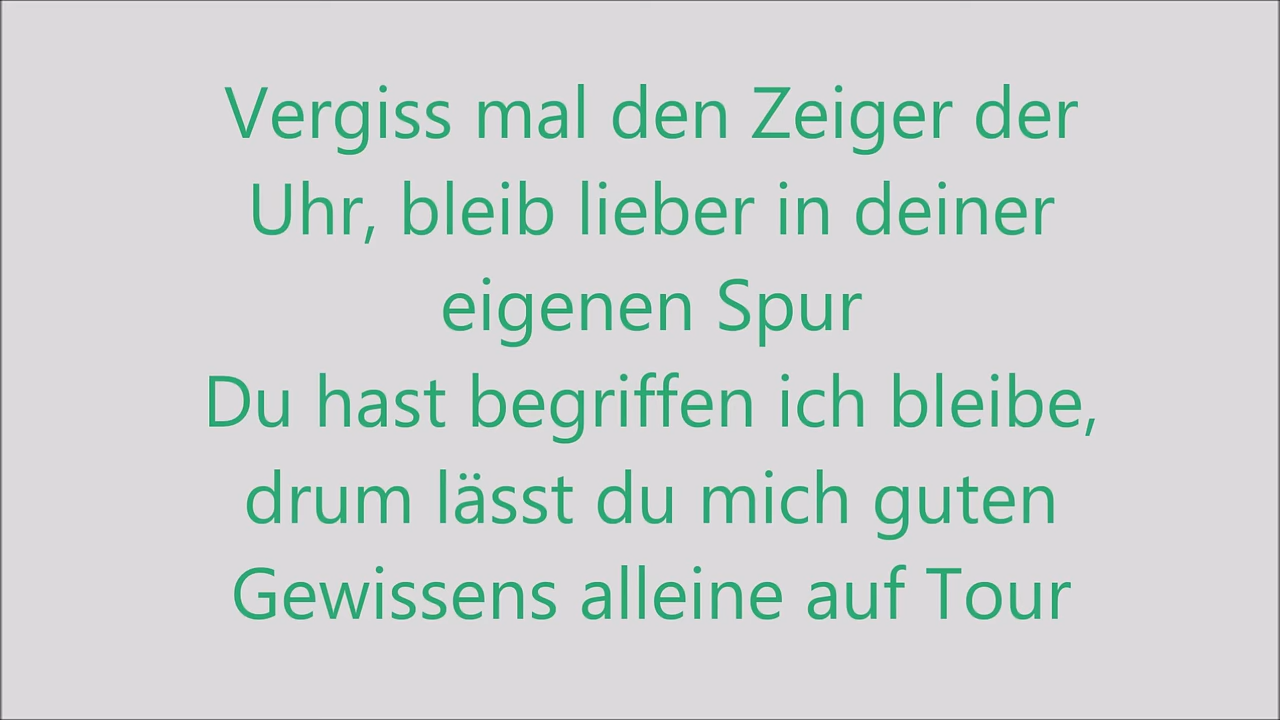 Vergiss mal den Zeiger der
Uhr, bleib lieber in deiner
eigenen Spur
Du hast begriffen ich bleibe,
drum lässt du mich guten
Gewissens alleine auf Tour